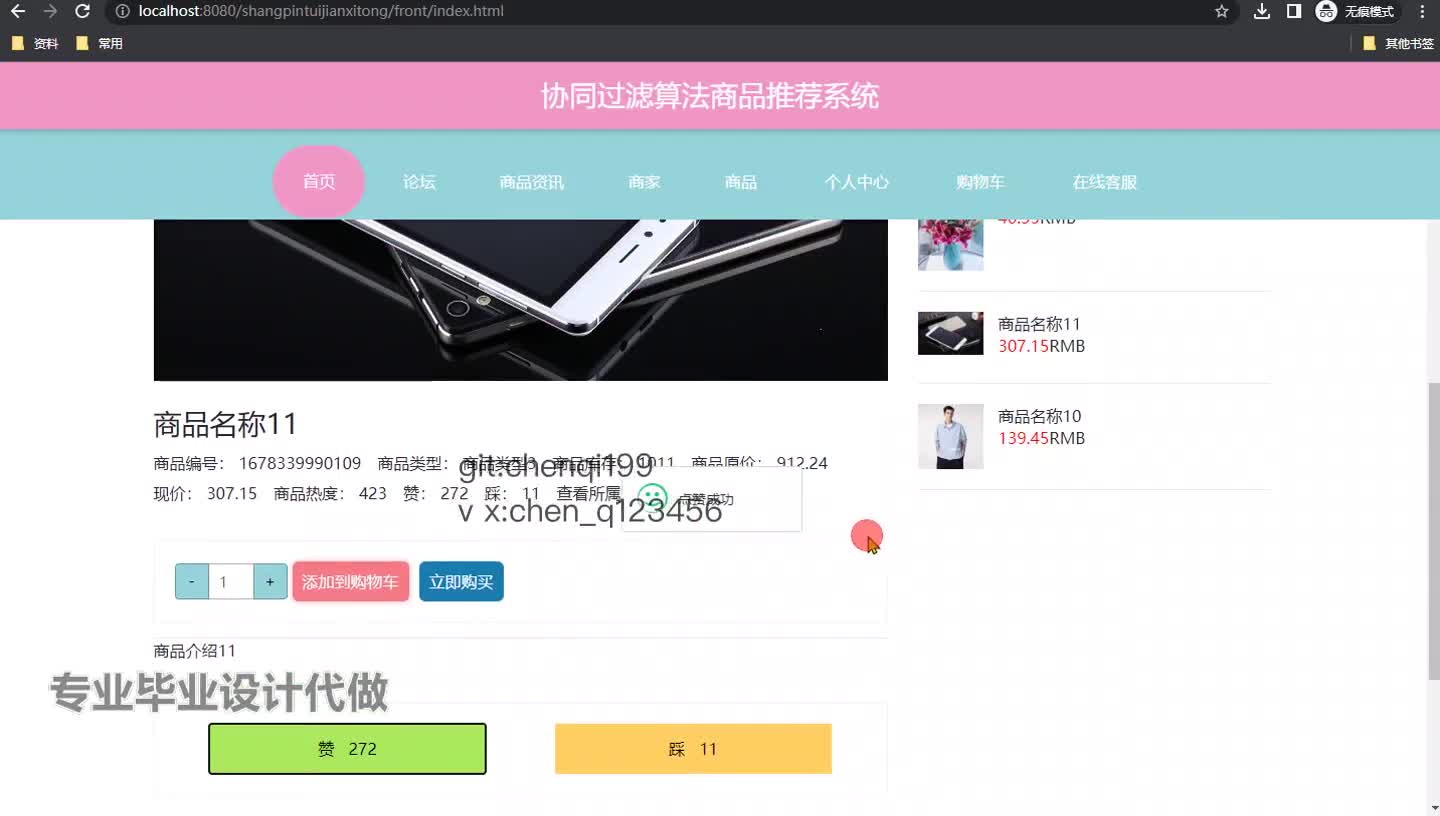 localhost:8080/shangpintuijianxitong/front/index.html
无痕模式
资料 常用 其他书签
协同过滤算法商品推荐系统
首页 论坛 商品资讯 商家 商品 个人中心 购物车 在线客服
商品名称11
307.15RMB
商品名称10
139.45RMB
商品名称11
商品编号： 1678339990109 商品类型： 商品类型3 商品库存： 1011 商品原价： 912.24
现价： 307.15 商品热度： 423 赞： 272 踩： 11 查看所属
git:chenqi199
v x:chen_q123456
点赞成功
- 1 + 添加到购物车 立即购买
商品介绍11
专业毕业设计代做
赞 272 踩 11